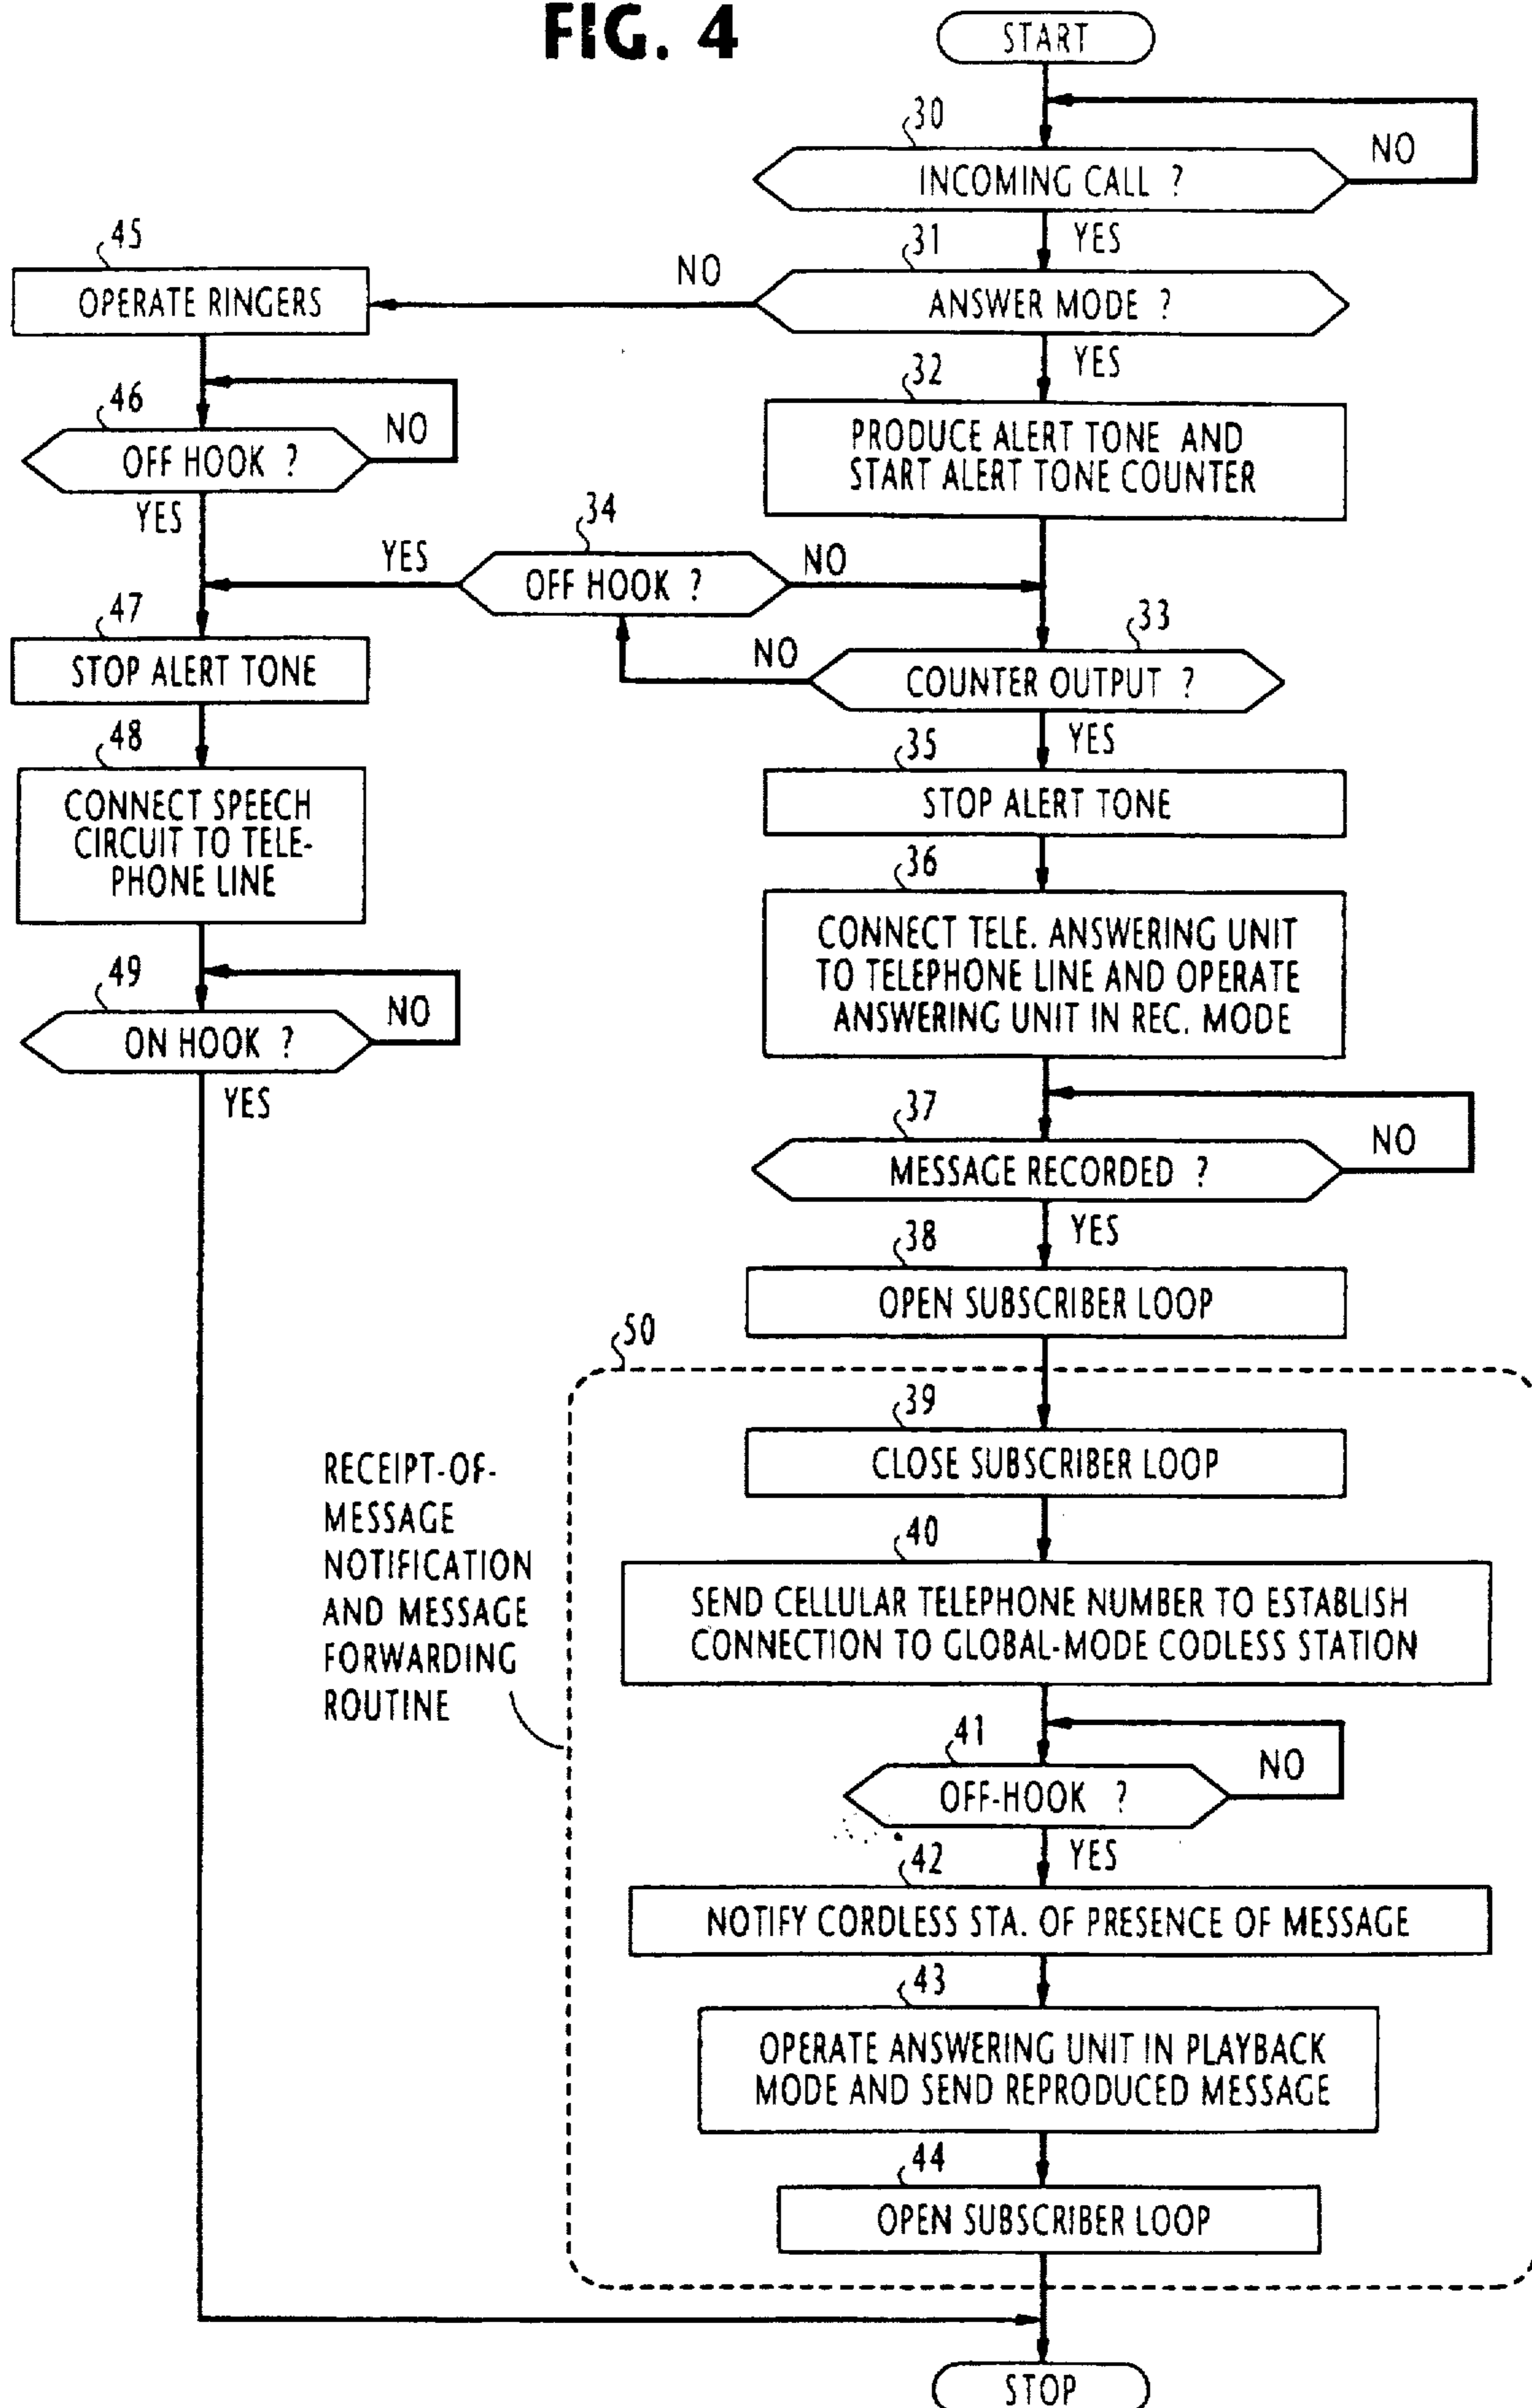 FIG. 4
START
30
INCOMING CALL ?
NO
YES
31
ANSWER MODE ?
NO
YES
45
OPERATE RINGERS
46
OFF HOOK ?
NO
YES
32
PRODUCE ALERT TONE AND
START ALERT TONE COUNTER
34
OFF HOOK ?
YES
NO
33
COUNTER OUTPUT ?
NO
YES
47
STOP ALERT TONE
48
CONNECT SPEECH
CIRCUIT TO TELE-
PHONE LINE
49
ON HOOK ?
NO
YES
35
STOP ALERT TONE
36
CONNECT TELE. ANSWERING UNIT
TO TELEPHONE LINE AND OPERATE
ANSWERING UNIT IN REC. MODE
37
MESSAGE RECORDED ?
NO
YES
38
OPEN SUBSCRIBER LOOP
50
RECEIPT-OF-
MESSAGE
NOTIFICATION
AND MESSAGE
FORWARDING
ROUTINE
39
CLOSE SUBSCRIBER LOOP
40
SEND CELLULAR TELEPHONE NUMBER TO ESTABLISH
CONNECTION TO GLOBAL-MODE CODLESS STATION
41
OFF-HOOK ?
NO
YES
42
NOTIFY CORDLESS STA. OF PRESENCE OF MESSAGE
43
OPERATE ANSWERING UNIT IN PLAYBACK
MODE AND SEND REPRODUCED MESSAGE
44
OPEN SUBSCRIBER LOOP
STOP